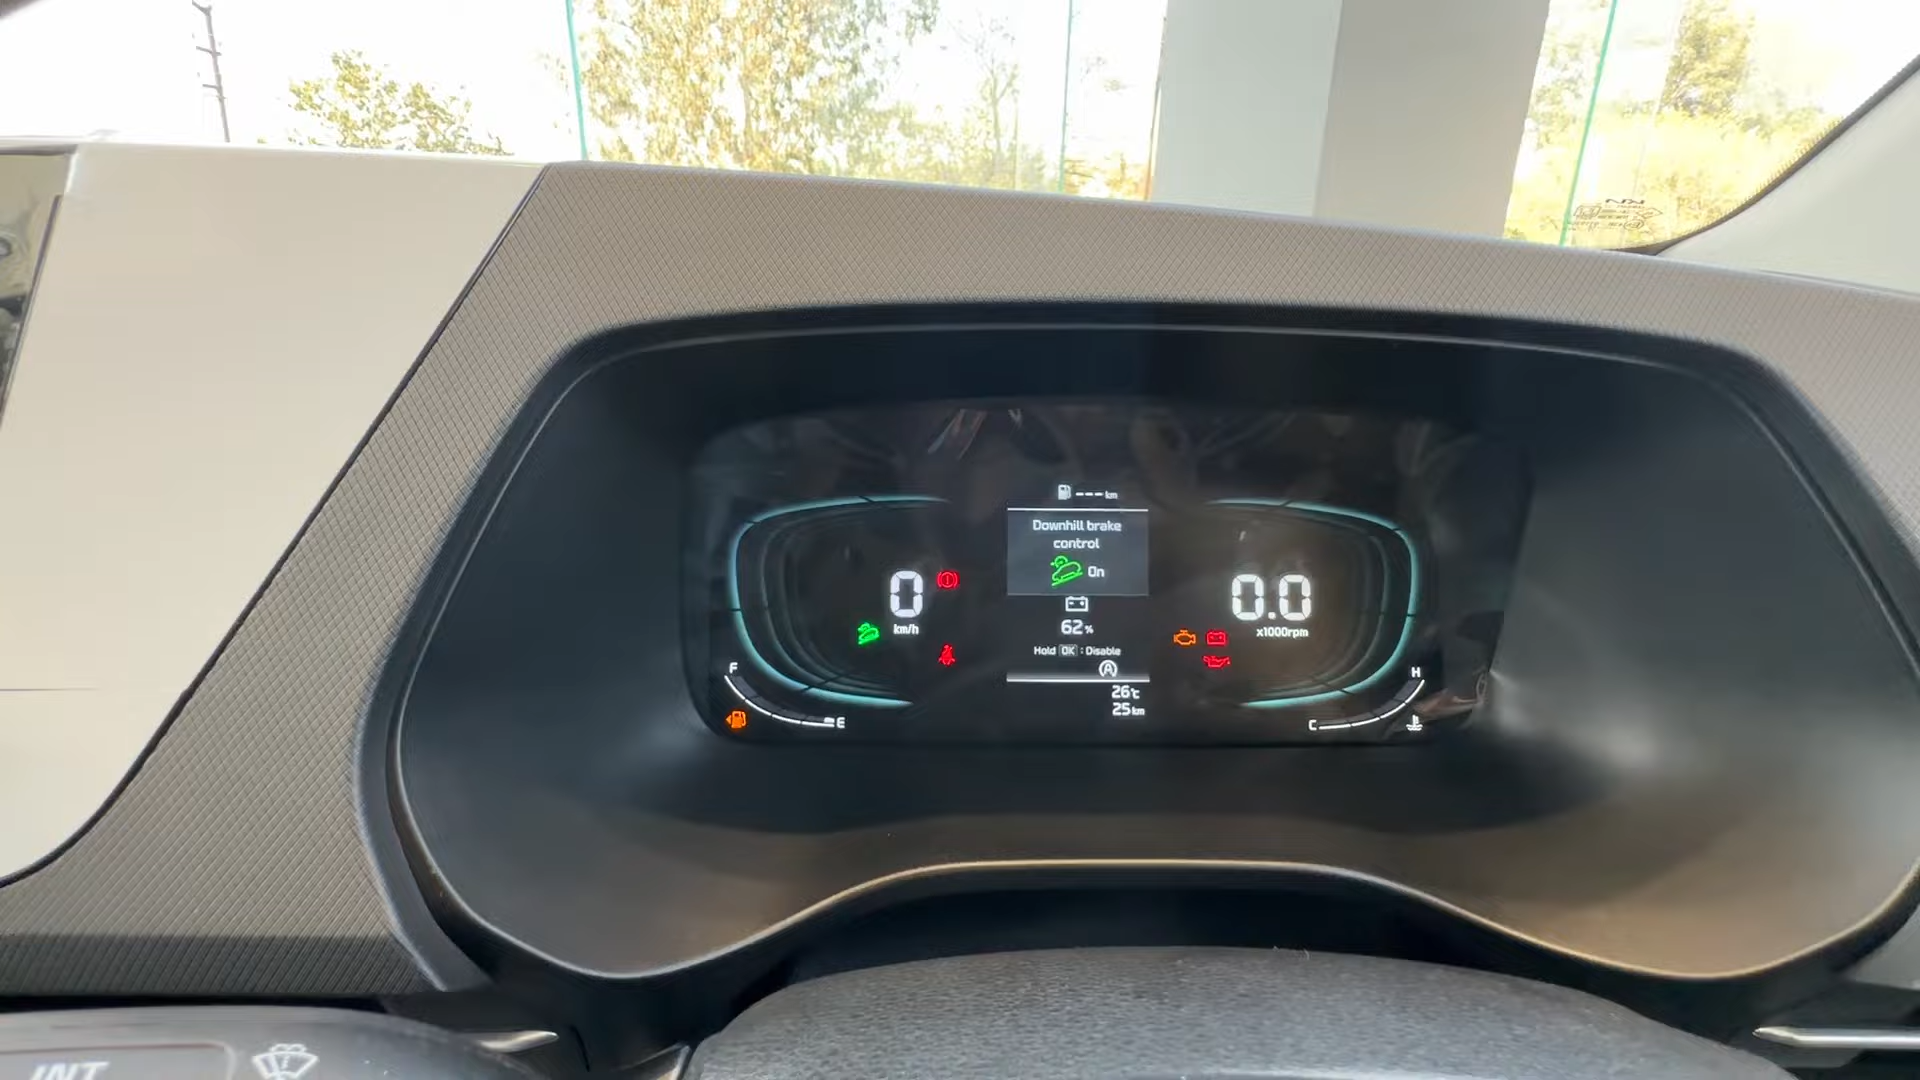 --- km
Downhill brake
control
On
0
km/h
62%
Hold OK : Disable
A
26°c
25km
0.0
x1000rpm
F
E
H
C
INT